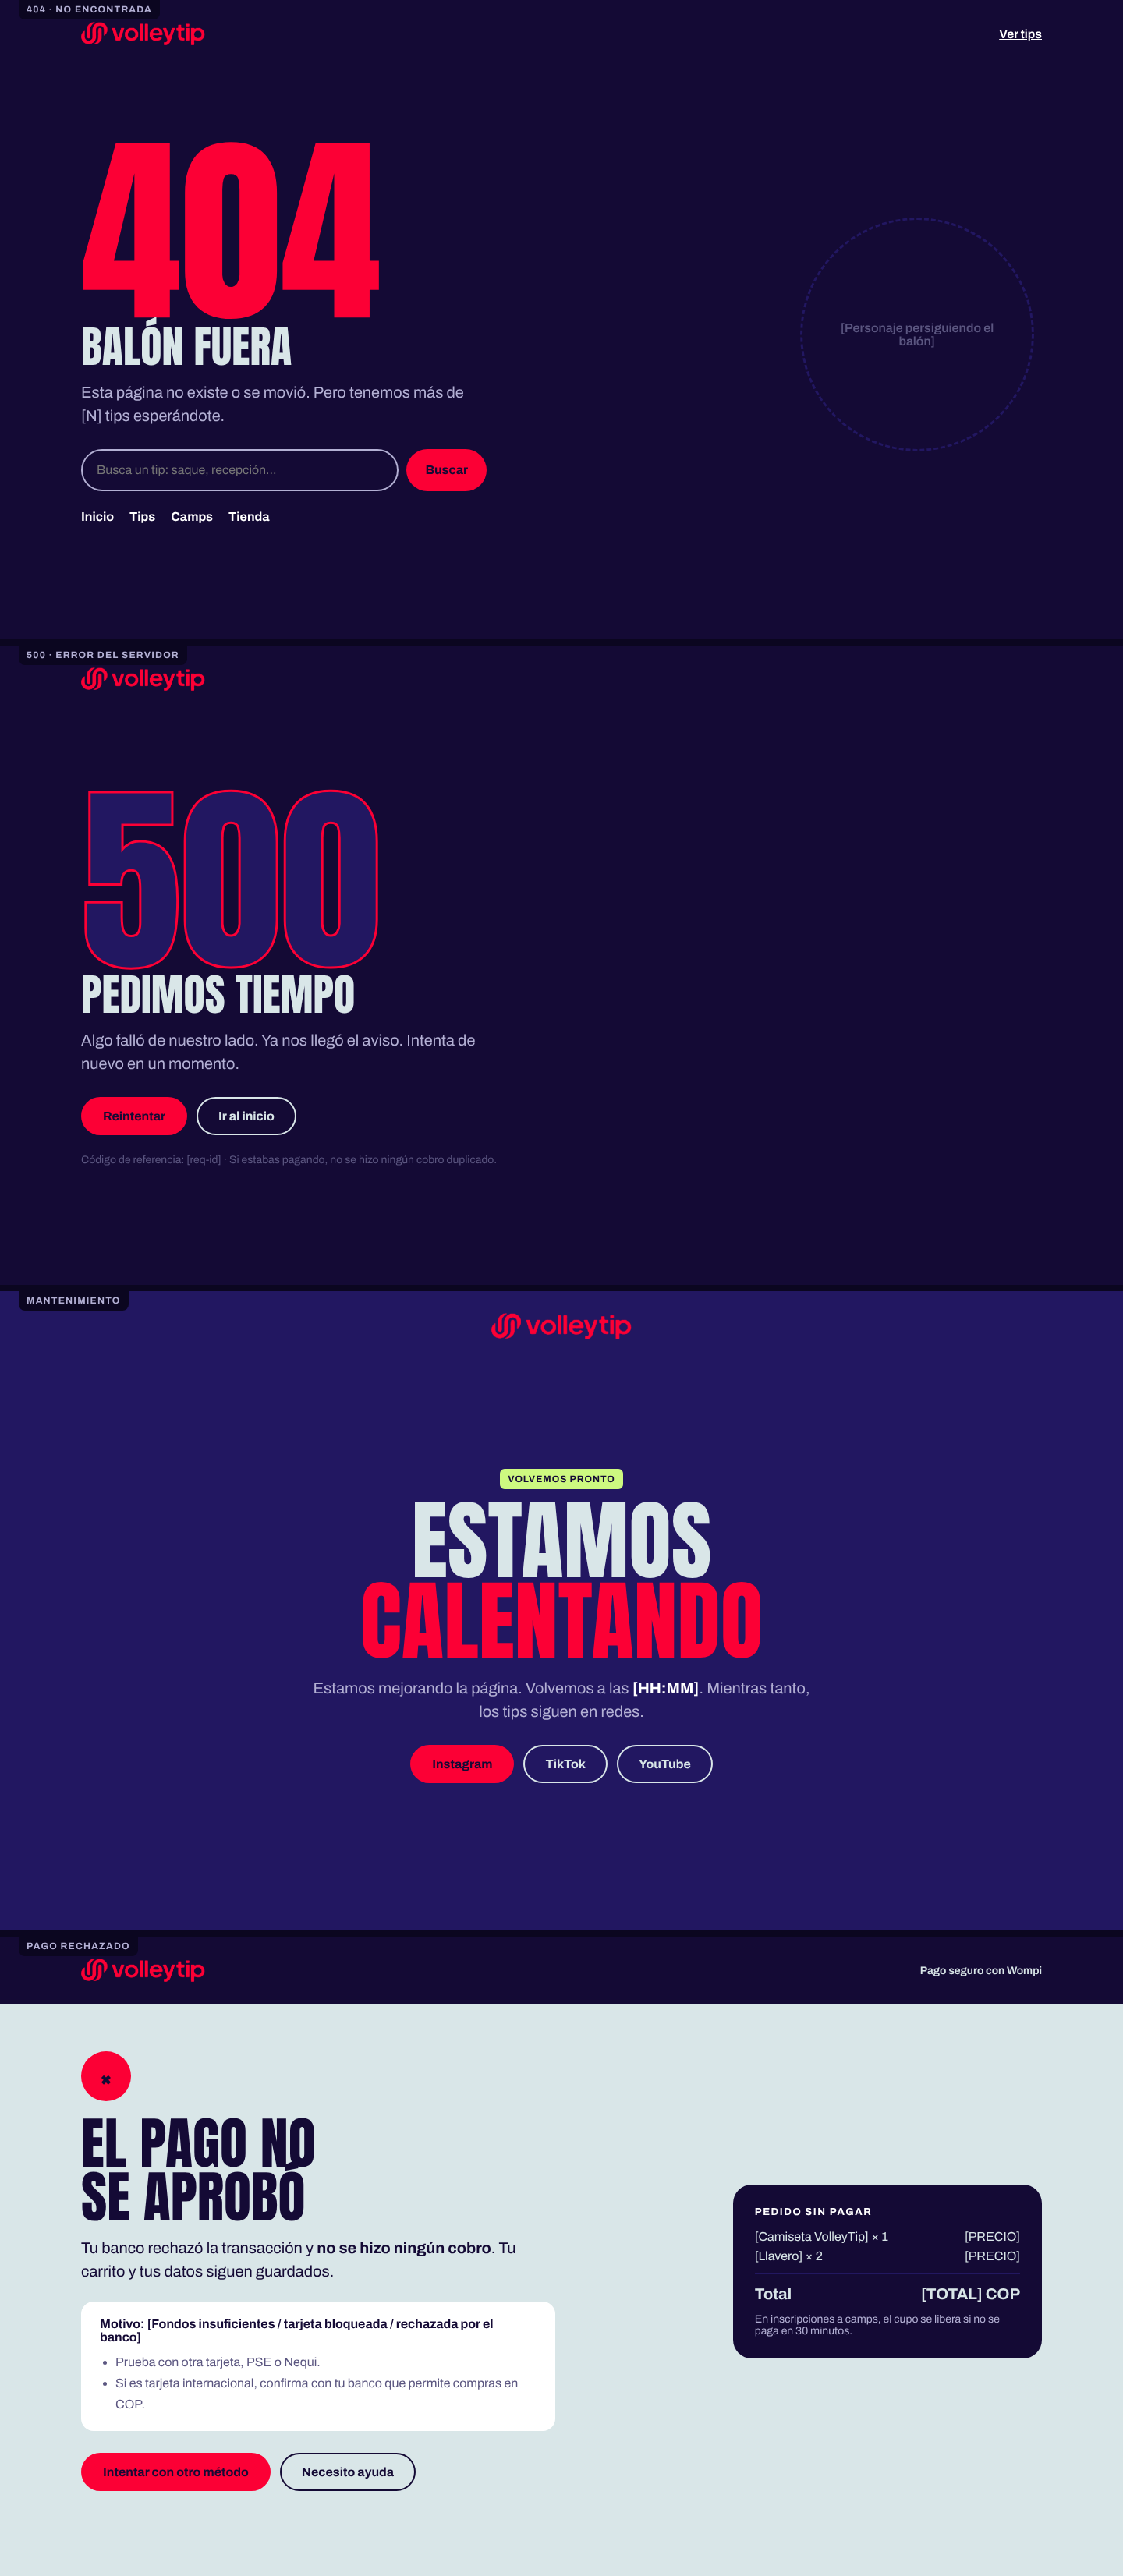 404 · NO ENCONTRADA
volleytip
Ver tips
404
BALÓN FUERA
Esta página no existe o se movió. Pero tenemos más de
[N] tips esperándote.
[Personaje persiguiendo el
balón]
Busca un tip: saque, recepción...
Buscar
Inicio Tips Camps Tienda
500 · ERROR DEL SERVIDOR
volleytip
500
PEDIMOS TIEMPO
Algo falló de nuestro lado. Ya nos llegó el aviso. Intenta de
nuevo en un momento.
Reintentar
Ir al inicio
Código de referencia: [req-id] · Si estabas pagando, no se hizo ningún cobro duplicado.
MANTENIMIENTO
volleytip
VOLVEMOS PRONTO
ESTAMOS
CALENTANDO
Estamos mejorando la página. Volvemos a las [HH:MM]. Mientras tanto,
los tips siguen en redes.
Instagram
TikTok
YouTube
PAGO RECHAZADO
volleytip
Pago seguro con Wompi
EL PAGO NO
SE APROBÓ
Tu banco rechazó la transacción y no se hizo ningún cobro. Tu
carrito y tus datos siguen guardados.
Motivo: [Fondos insuficientes / tarjeta bloqueada / rechazada por el
banco]
• Prueba con otra tarjeta, PSE o Nequi.
• Si es tarjeta internacional, confirma con tu banco que permite compras en
COP.
Intentar con otro método
Necesito ayuda
PEDIDO SIN PAGAR
[Camiseta VolleyTip] × 1 [PRECIO]
[Llavero] × 2 [PRECIO]
Total [TOTAL] COP
En inscripciones a camps, el cupo se libera si no se
paga en 30 minutos.